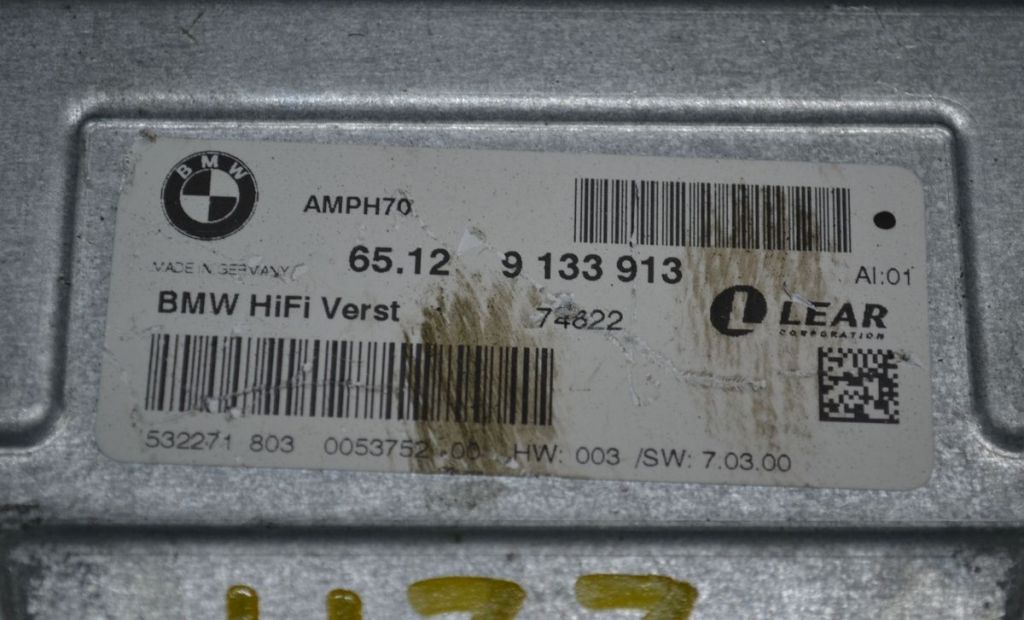 BMW
AMPH70
65.12 9 133 913
AI:01
MADE IN GERMANY
BMW HiFi Verst 74822
LEAR
CORPORATION
532271 803 0053752 00 HW: 003 /SW: 7.03.00